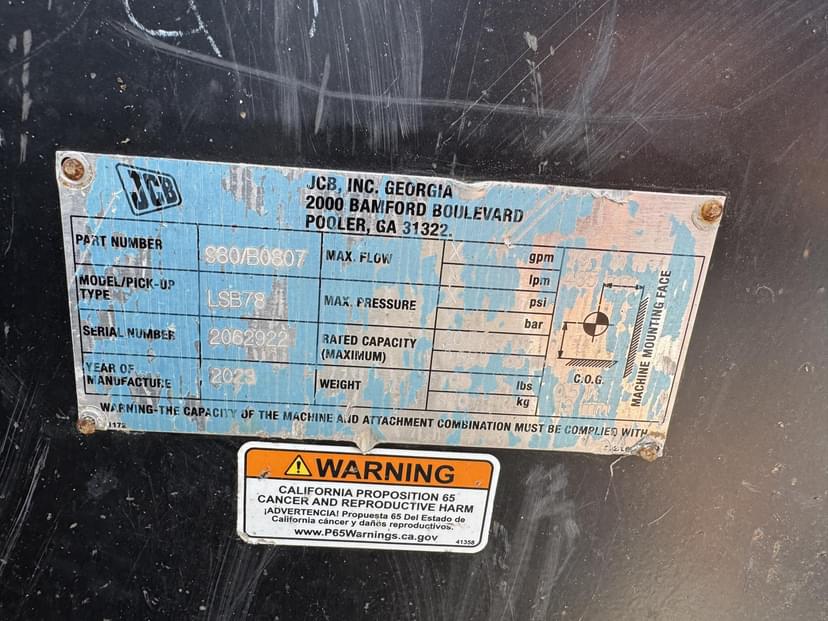 JCB
JCB, INC. GEORGIA
2000 BAMFORD BOULEVARD
POOLER, GA 31322.
PART NUMBER 980/B0807
MODEL/PICK-UP
TYPE
LSB78
SERIAL NUMBER 2062922
YEAR OF
MANUFACTURE
2023
MAX. FLOW X gpm
lpm
MAX. PRESSURE X psi
bar
RATED CAPACITY
(MAXIMUM)
WEIGHT lbs
kg
C.O.G.
MACHINE MOUNTING FACE
WARNING-THE CAPACITY OF THE MACHINE AND ATTACHMENT COMBINATION MUST BE COMPLIED WITH
WARNING
CALIFORNIA PROPOSITION 65
CANCER AND REPRODUCTIVE HARM
¡ADVERTENCIA! Propuesta 65 Del Estado de
California cáncer y daños reproductivos.
www.P65Warnings.ca.gov
41358